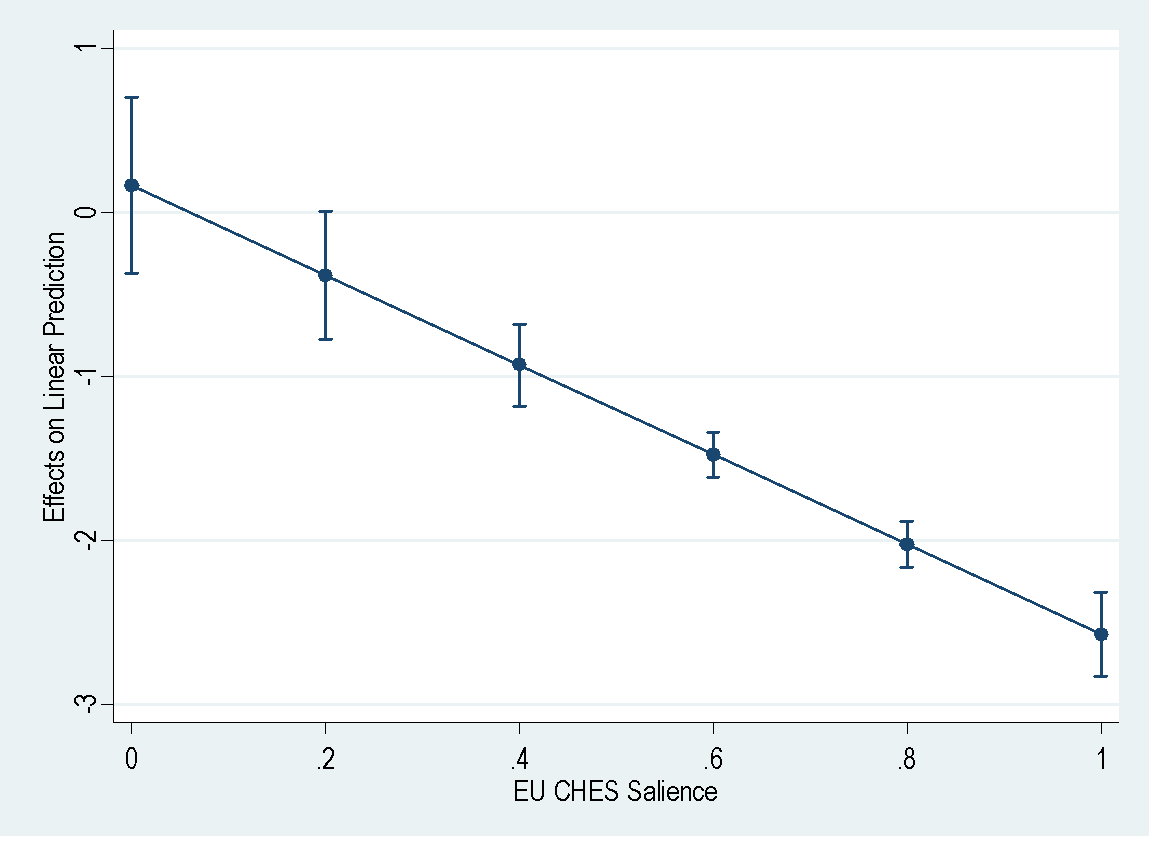 1
0
-1
-2
-3
Effects on Linear Prediction
0 .2 .4 .6 .8 1
EU CHES Salience